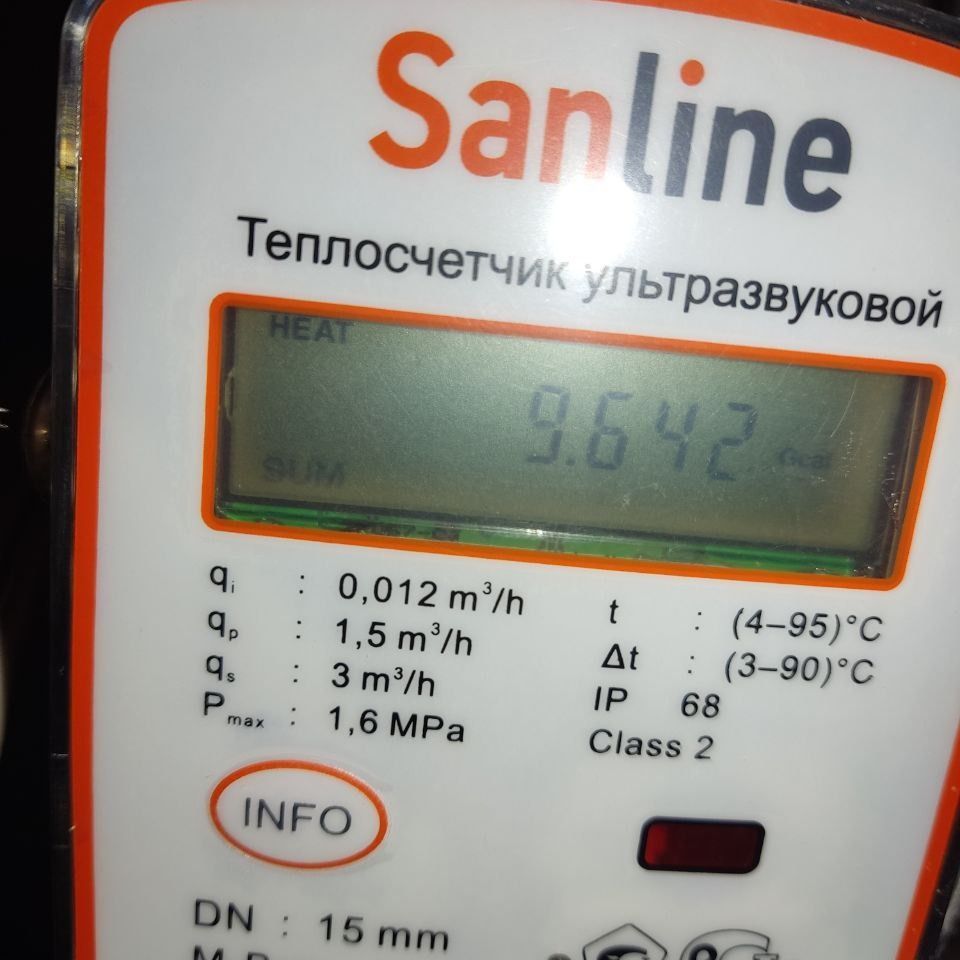 Sanline
Теплосчетчик ультразвуковой
HEAT
9.642 Gcal
SUM
qi : 0,012 m³/h
qp : 1,5 m³/h
qs : 3 m³/h
Pmax : 1,6 MPa
t : (4–95)°C
Δt : (3–90)°C
IP 68
Class 2
INFO
DN : 15 mm